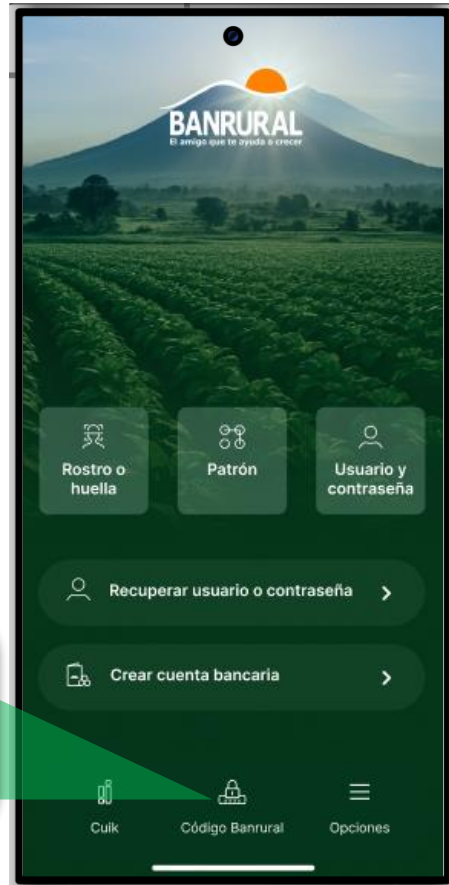 BANRURAL
El amigo que te ayuda a crecer
Rostro o
huella
Patrón
Usuario y
contraseña
Recuperar usuario o contraseña
Crear cuenta bancaria
Cuik
Código Banrural
Opciones